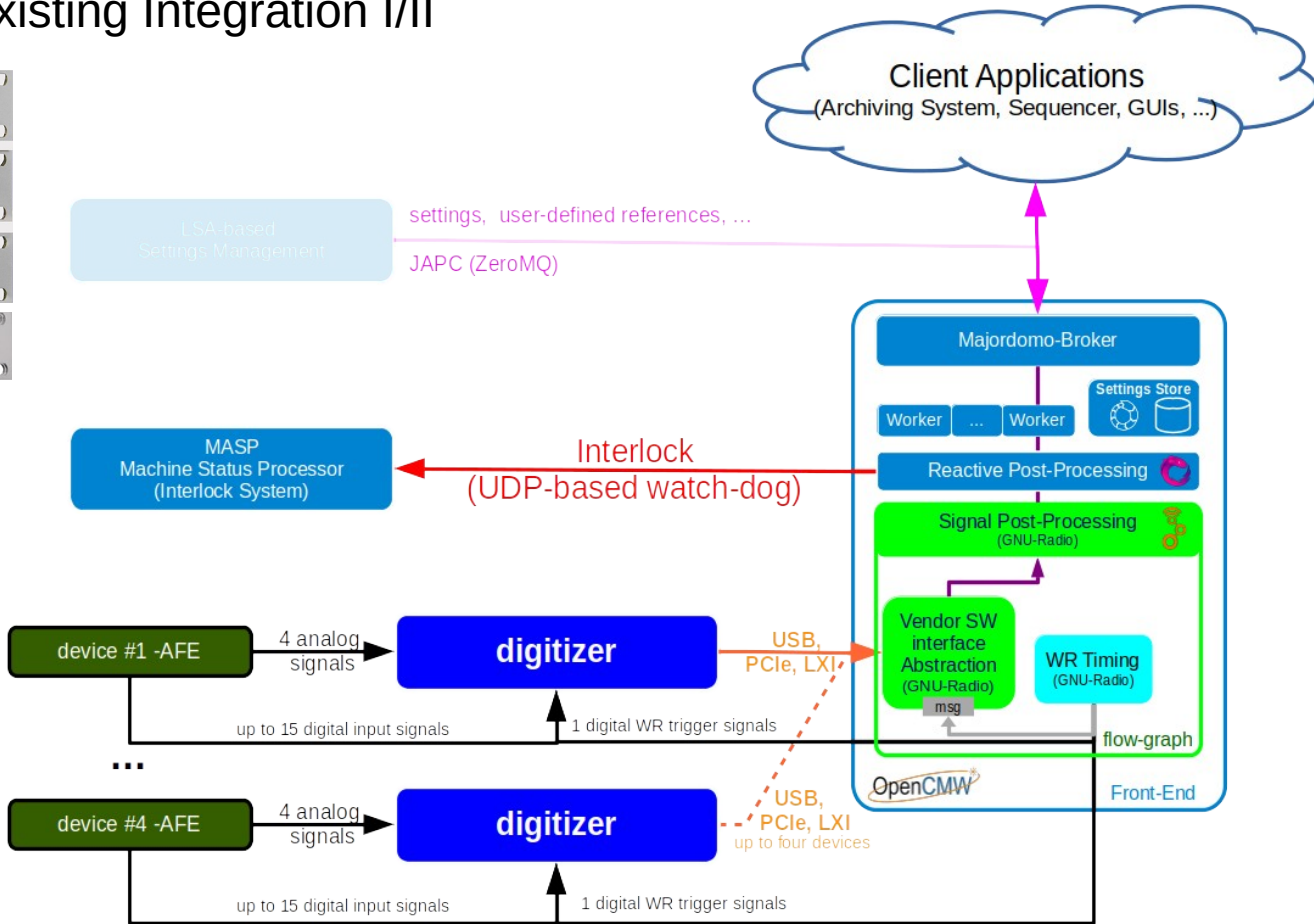 xisting Integration I/II
Client Applications
(Archiving System, Sequencer, GUIs, ...)
LSA-based
Settings Management
settings, user-defined references, ...
JAPC (ZeroMQ)
Majordomo-Broker
Settings Store
Worker
...
Worker
MASP
Machine Status Processor
(Interlock System)
Interlock
(UDP-based watch-dog)
Reactive Post-Processing
Signal Post-Processing
(GNU-Radio)
Vendor SW
interface
Abstraction
(GNU-Radio)
msg
WR Timing
(GNU-Radio)
flow-graph
OpenCMW
Front-End
device #1 -AFE
4 analog
signals
digitizer
USB,
PCIe, LXI
up to 15 digital input signals
1 digital WR trigger signals
...
device #4 -AFE
4 analog
signals
digitizer
USB,
PCIe, LXI
up to four devices
up to 15 digital input signals
1 digital WR trigger signals